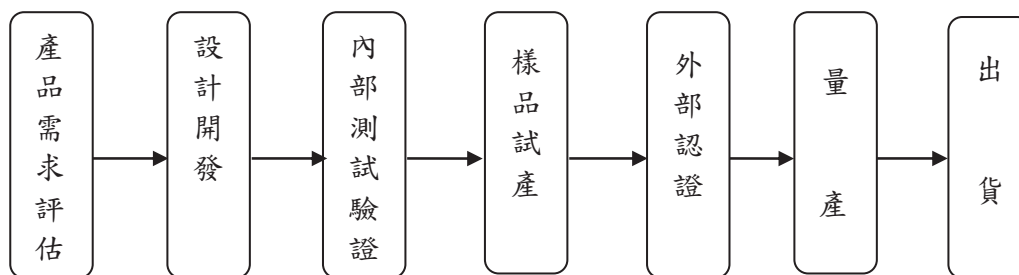 產品需求評估
設計開發
內部測試驗證
樣品試產
外部認證
量產
出貨